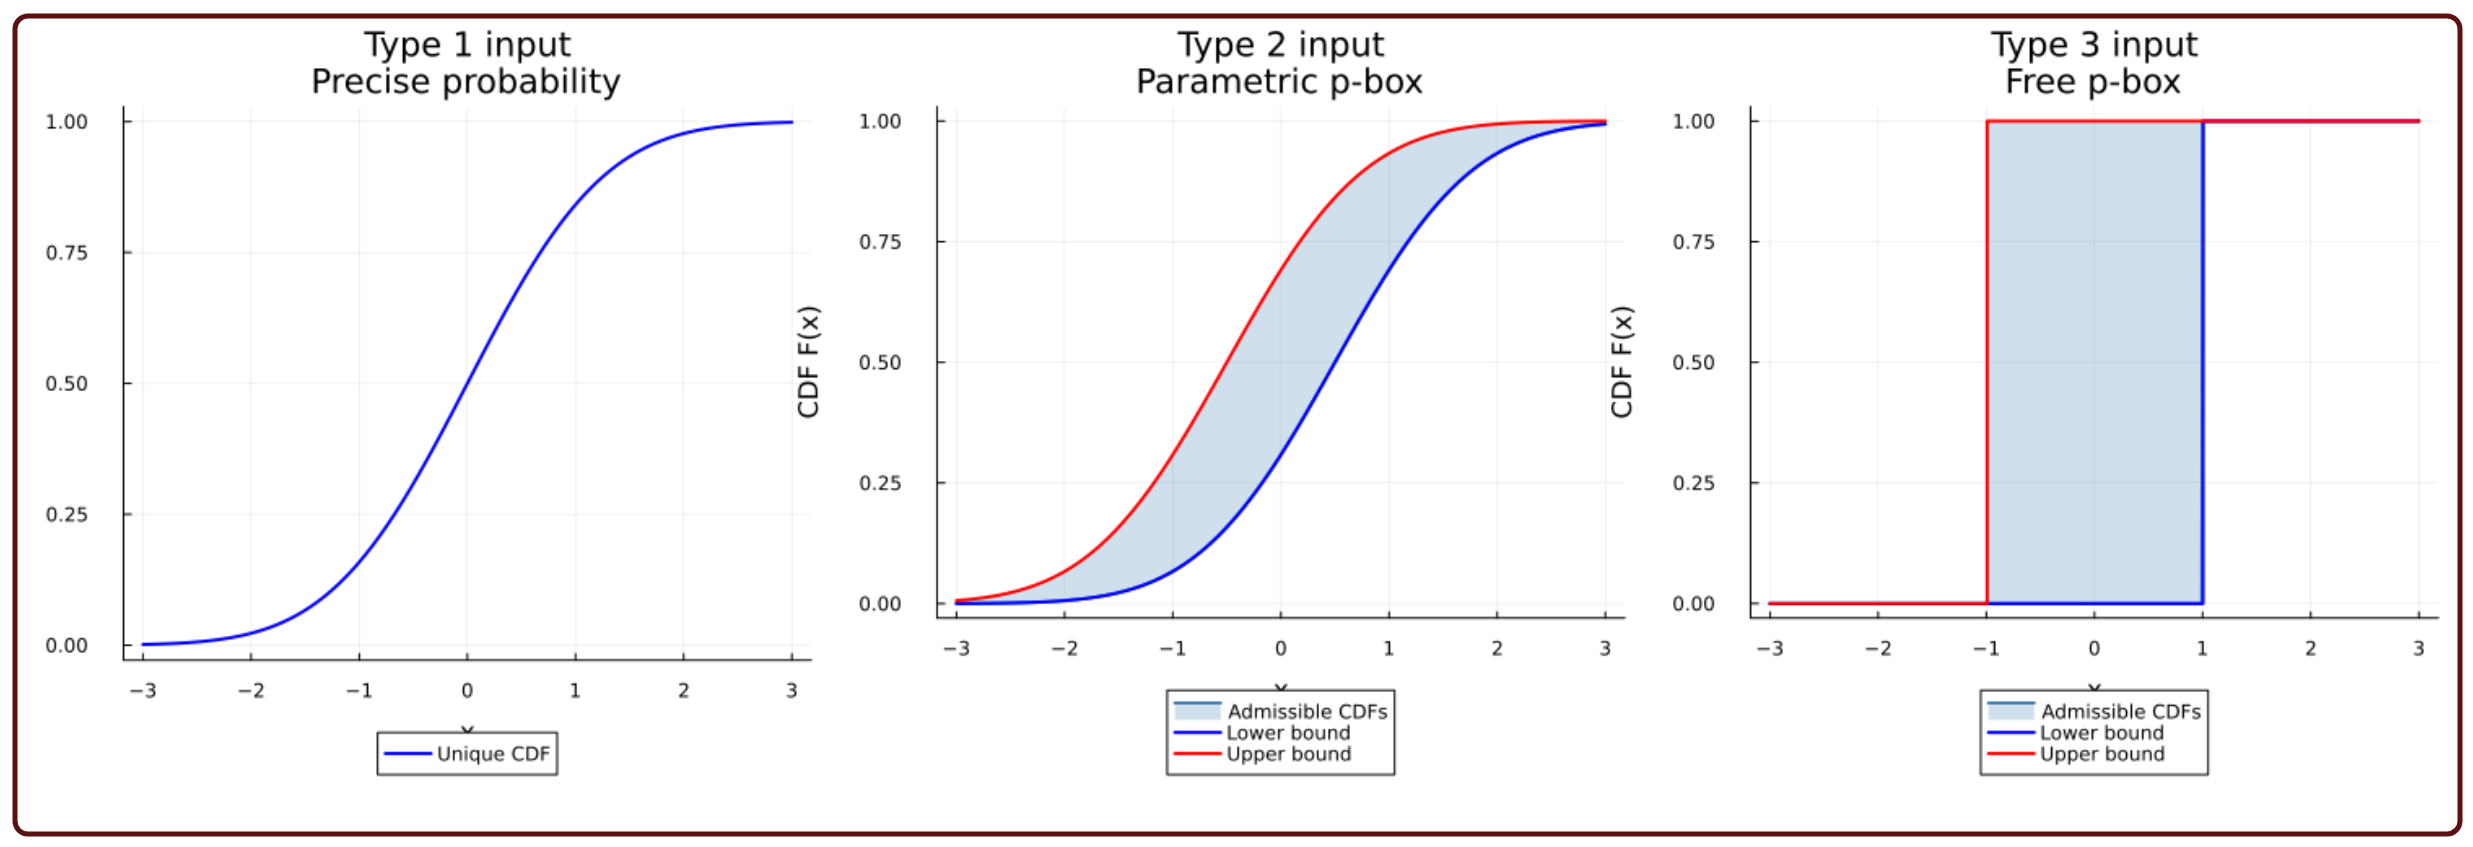 Type 1 input
Precise probability
1.00
0.75
0.50
0.25
0.00
−3 −2 −1 0 1 2 3
Unique CDF
Type 2 input
Parametric p-box
CDF F(x)
1.00
0.75
0.50
0.25
0.00
−3 −2 −1 0 1 2 3
Admissible CDFs
Lower bound
Upper bound
Type 3 input
Free p-box
CDF F(x)
1.00
0.75
0.50
0.25
0.00
−3 −2 −1 0 1 2 3
Admissible CDFs
Lower bound
Upper bound